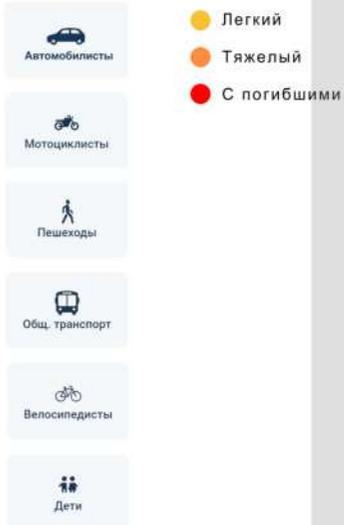 Автомобилисты
Мотоциклисты
Пешеходы
Общ. транспорт
Велосипедисты
Дети
Легкий
Тяжелый
С погибшими